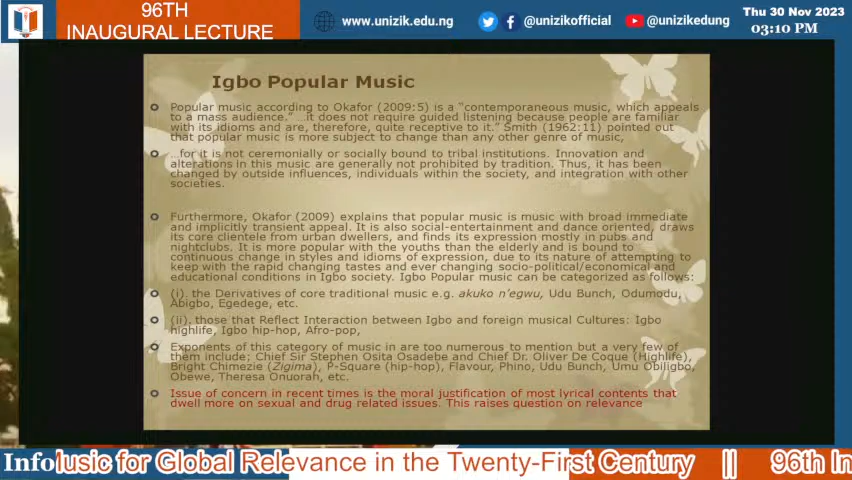 96TH
INAUGURAL LECTURE
www.unizik.edu.ng
@unizikofficial
@unizikedung
Thu 30 Nov 2023
03:10 PM
Igbo Popular Music
Popular music according to Okafor (2009:5) is a "contemporaneous music, which appeals
to a mass audience." ...it does not require guided listening because people are familiar
with its idioms and are, therefore, quite receptive to it." Smith (1962:11) pointed out
that popular music is more subject to change than any other genre of music,
...for it is not ceremonially or socially bound to tribal institutions. Innovation and
alterations in this music are generally not prohibited by tradition. Thus, it has been
changed by outside influences, individuals within the society, and integration with other
societies.
Furthermore, Okafor (2009) explains that popular music is music with broad immediate
and implicitly transient appeal. It is also social-entertainment and dance oriented, draws
its core clientele from urban dwellers, and finds its expression mostly in pubs and
nightclubs. It is more popular with the youths than the elderly and is bound to
continuous change in styles and idioms of expression, due to its nature of attempting to
keep with the rapid changing tastes and ever changing socio-political/economical and
educational conditions in Igbo society. Igbo Popular music can be categorized as follows:
(i). the Derivatives of core traditional music e.g. akuko n'egwu, Udu Bunch, Odumodu,
Abigbo, Egedege, etc.
(ii). those that Reflect Interaction between Igbo and foreign musical Cultures: Igbo
highlife, Igbo hip-hop, Afro-pop,
Exponents of this category of music in are too numerous to mention but a very few of
them include; Chief Sir Stephen Osita Osadebe and Chief Dr. Oliver De Coque (Highlife),
Bright Chimezie (Zigima), P-Square (hip-hop), Flavour, Phino, Udu Bunch, Umu Obiligbo,
Obewe, Theresa Onuorah, etc.
Issue of concern in recent times is the moral justification of most lyrical contents that
dwell more on sexual and drug related issues. This raises question on relevance
Info Music for Global Relevance in the Twenty-First Century || 96th In